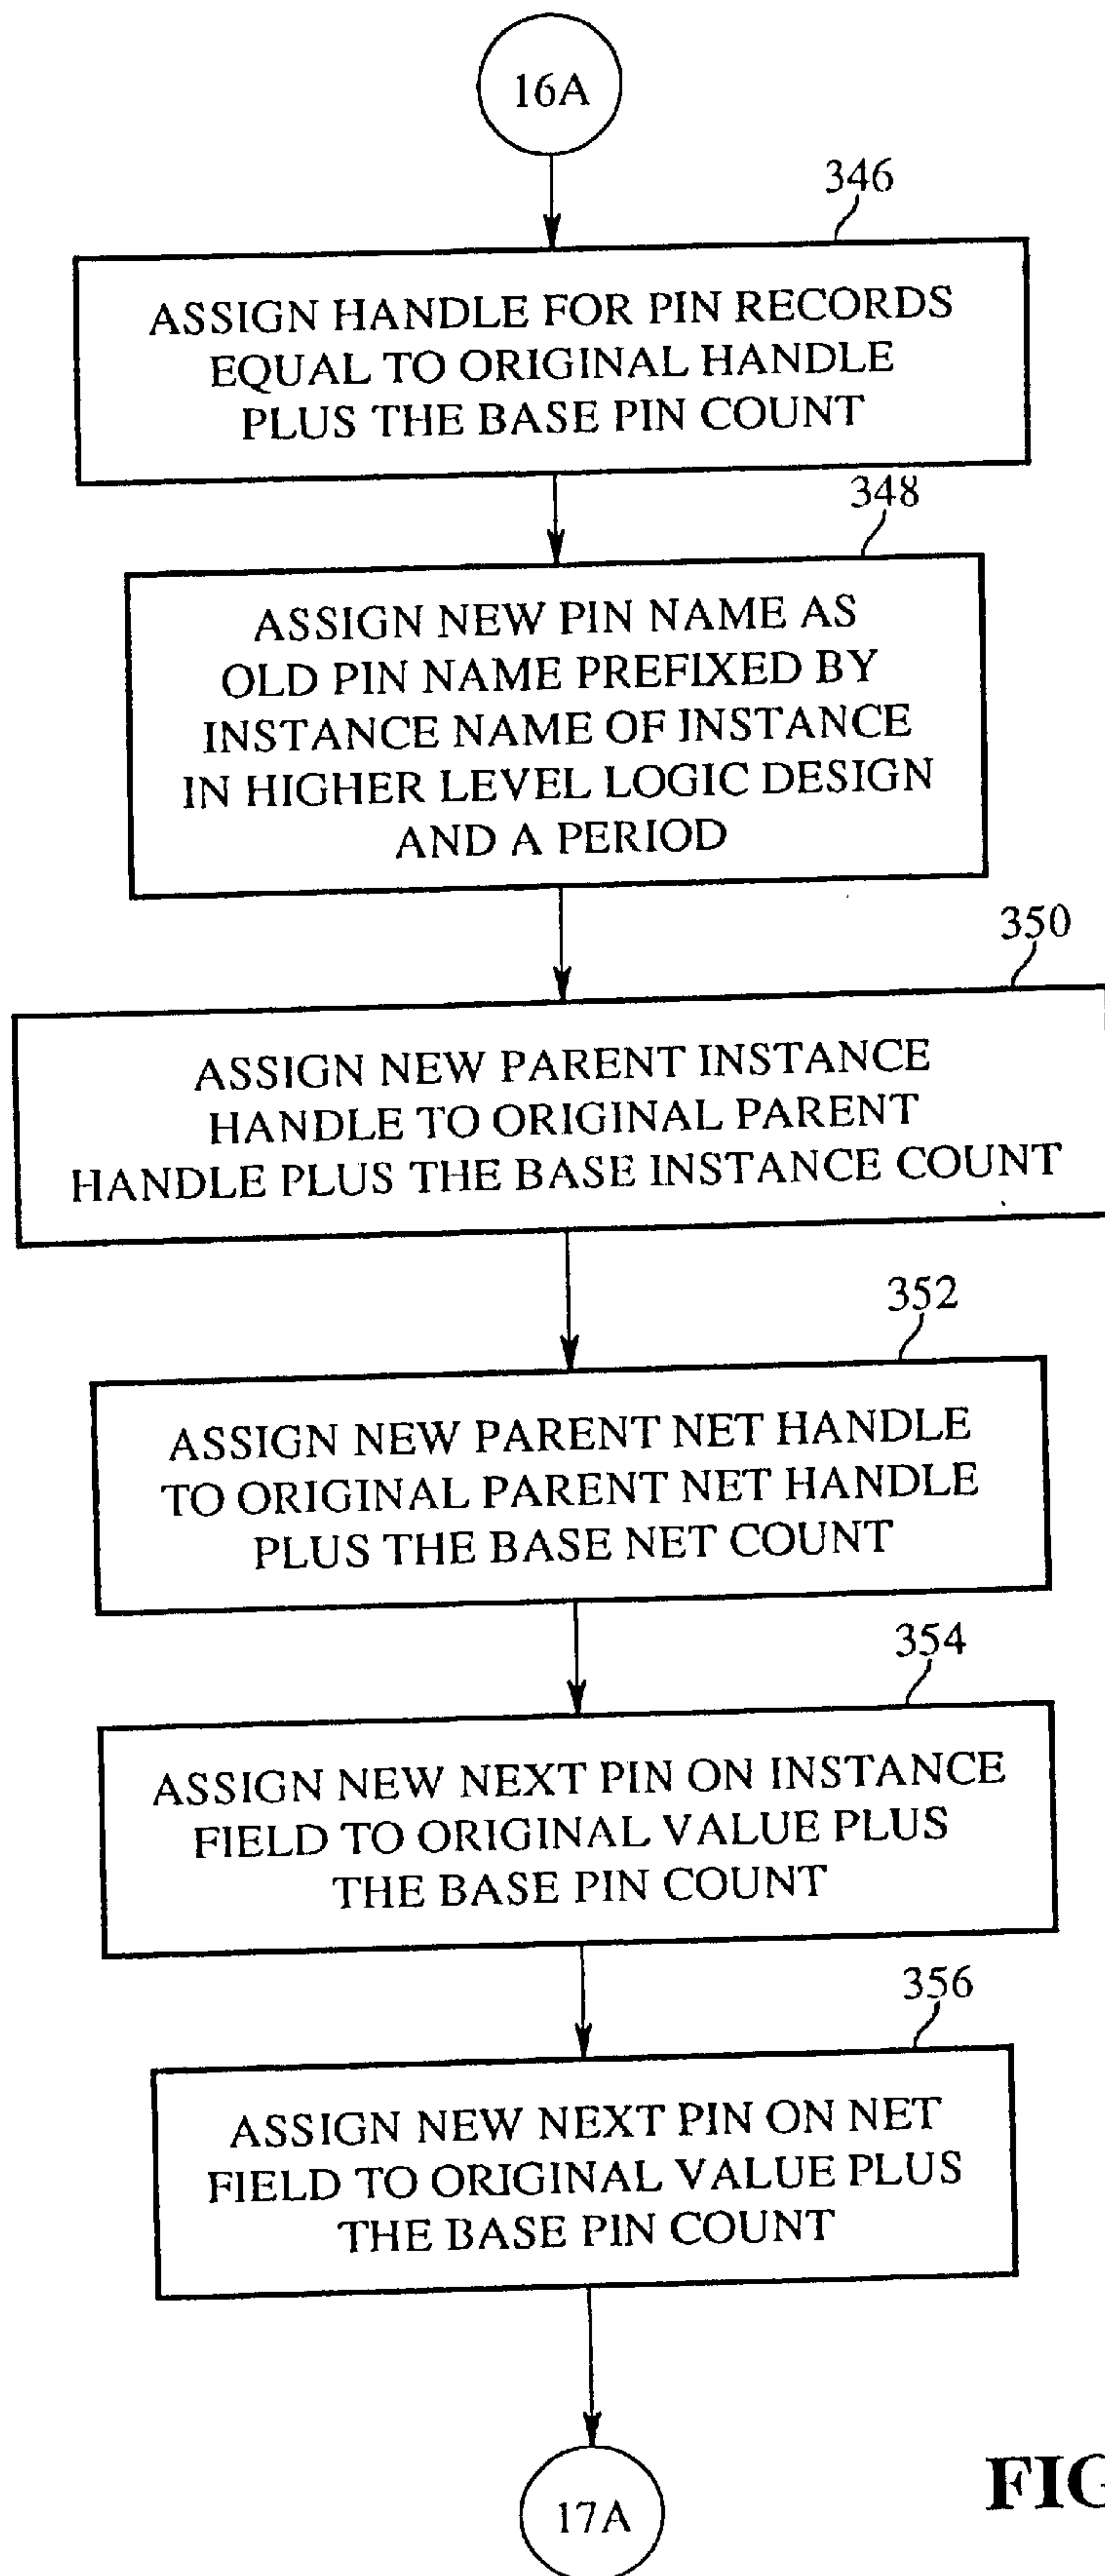 16A
346
ASSIGN HANDLE FOR PIN RECORDS
EQUAL TO ORIGINAL HANDLE
PLUS THE BASE PIN COUNT
348
ASSIGN NEW PIN NAME AS
OLD PIN NAME PREFIXED BY
INSTANCE NAME OF INSTANCE
IN HIGHER LEVEL LOGIC DESIGN
AND A PERIOD
350
ASSIGN NEW PARENT INSTANCE
HANDLE TO ORIGINAL PARENT
HANDLE PLUS THE BASE INSTANCE COUNT
352
ASSIGN NEW PARENT NET HANDLE
TO ORIGINAL PARENT NET HANDLE
PLUS THE BASE NET COUNT
354
ASSIGN NEW NEXT PIN ON INSTANCE
FIELD TO ORIGINAL VALUE PLUS
THE BASE PIN COUNT
356
ASSIGN NEW NEXT PIN ON NET
FIELD TO ORIGINAL VALUE PLUS
THE BASE PIN COUNT
FIG
17A